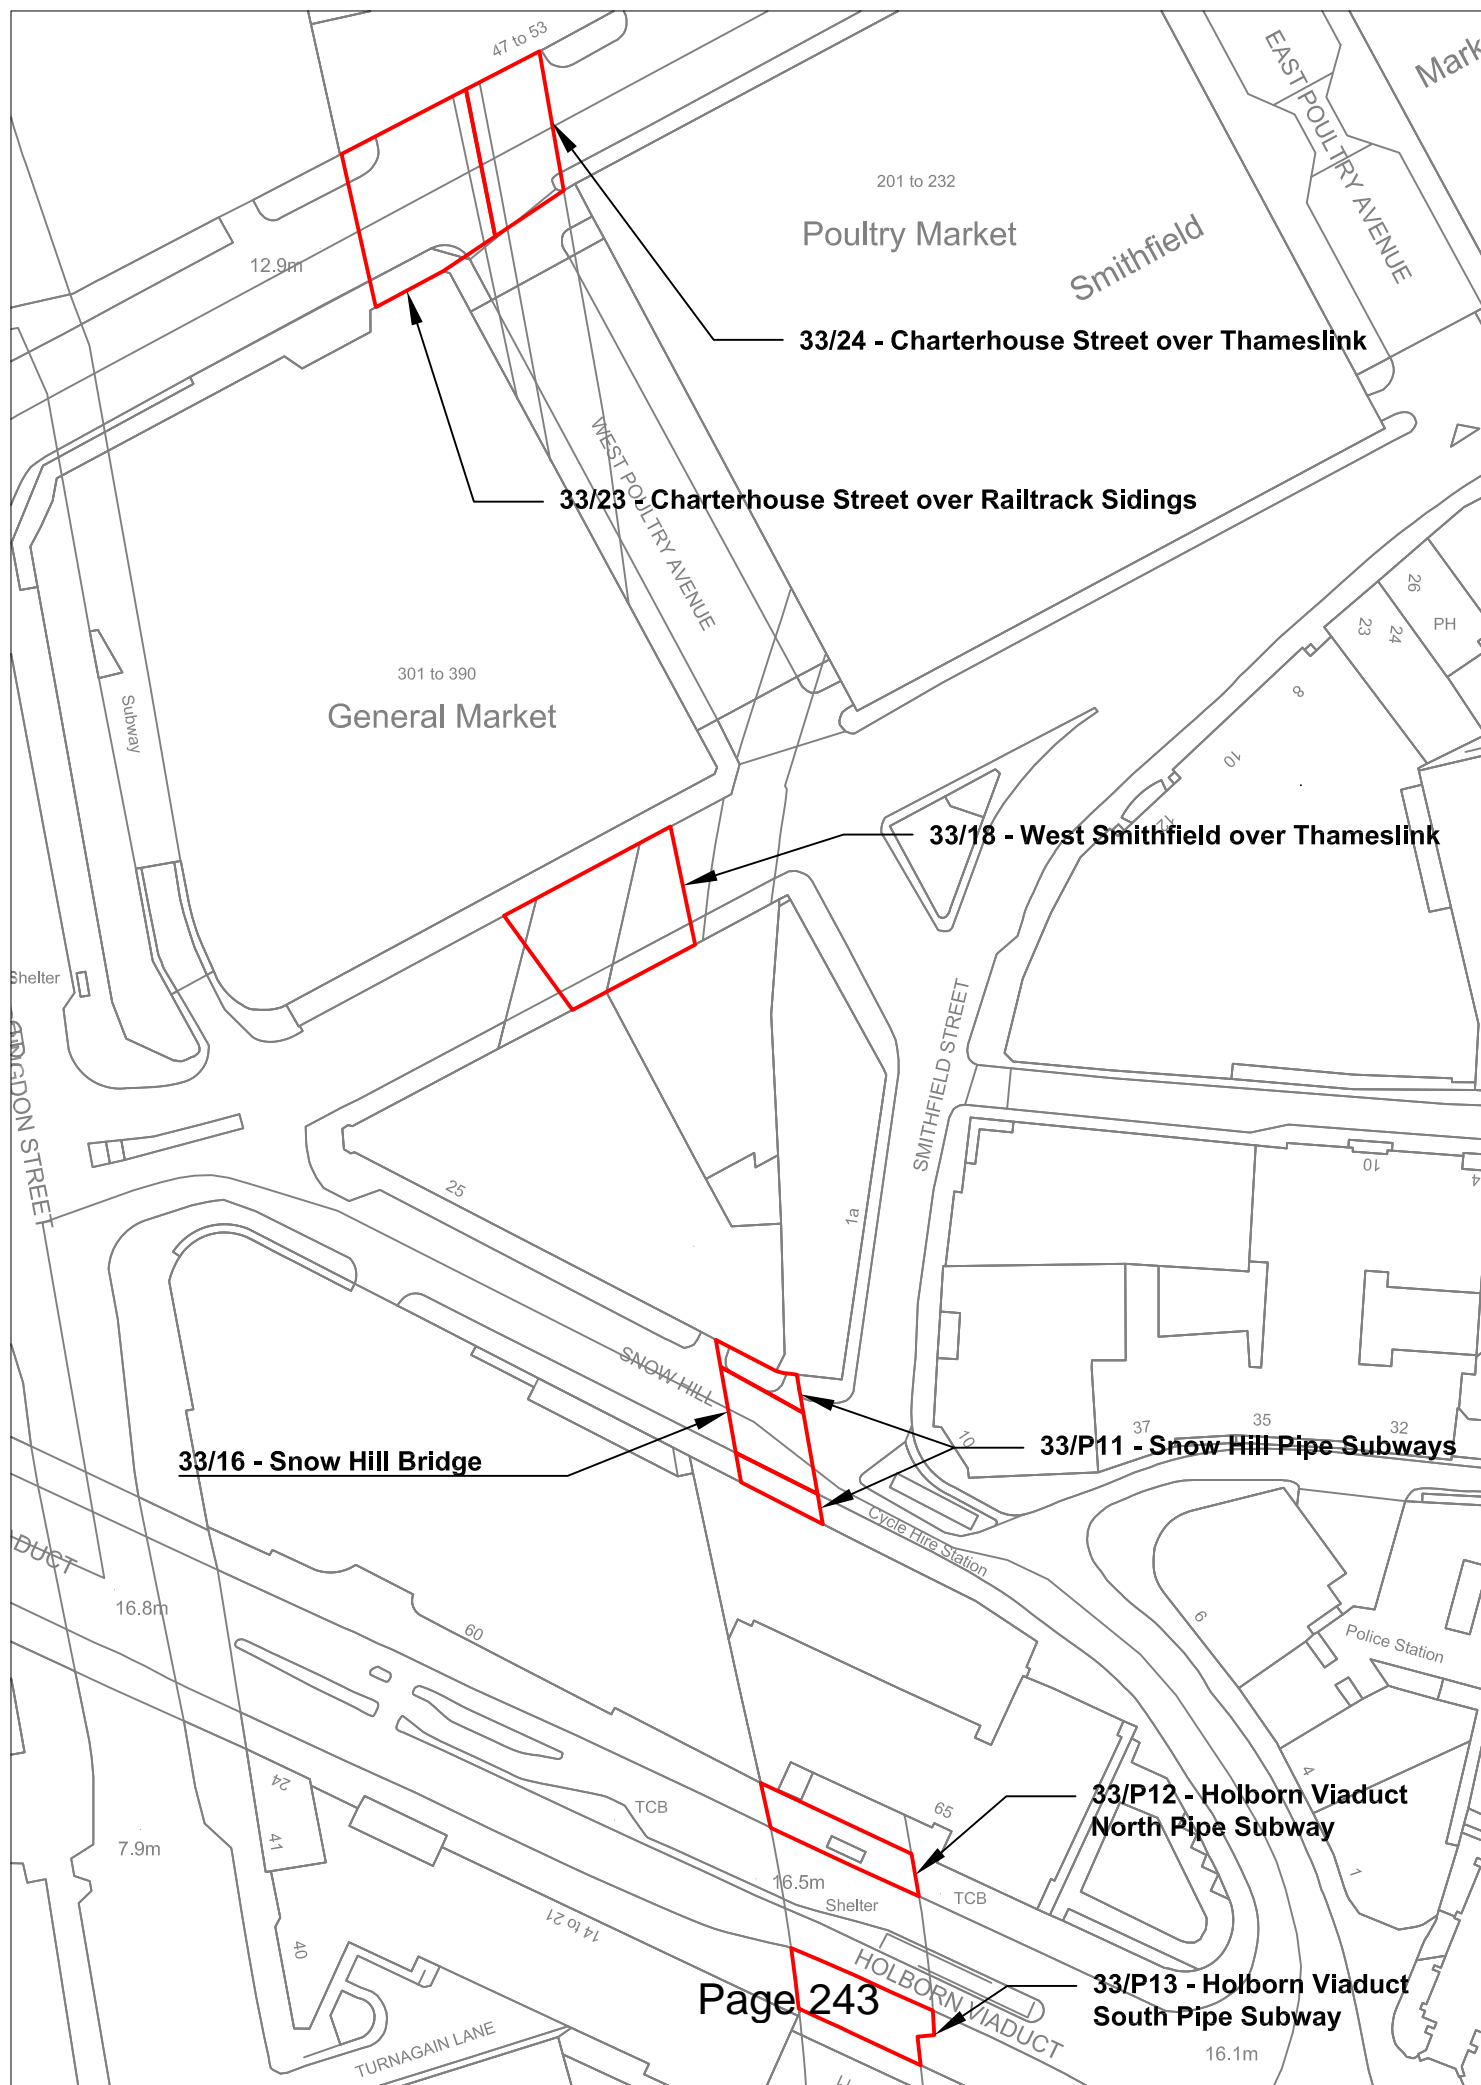 47 to 53
EAST POULTRY AVENUE
201 to 232
Poultry Market
Smithfield
12.9m
33/24 - Charterhouse Street over Thameslink
WEST POULTRY AVENUE
33/23 - Charterhouse Street over Railtrack Sidings
26
23
24
PH
301 to 390
General Market
Subway
8
10
12
33/18 - West Smithfield over Thameslink
Shelter
SMITHFIELD STREET
STREET
25
1a
10
4
SNOW HILL
37
35
32
10
33/16 - Snow Hill Bridge
33/P11 - Snow Hill Pipe Subways
Cycle Hire Station
16.8m
60
6
Police Station
24
TCB
65
4
33/P12 - Holborn Viaduct
North Pipe Subway
41
7.9m
16.5m
Shelter
TCB
1
14 to 21
40
HOLBORN VIADUCT
33/P13 - Holborn Viaduct
South Pipe Subway
Page 243
TURNAGAIN LANE
16.1m